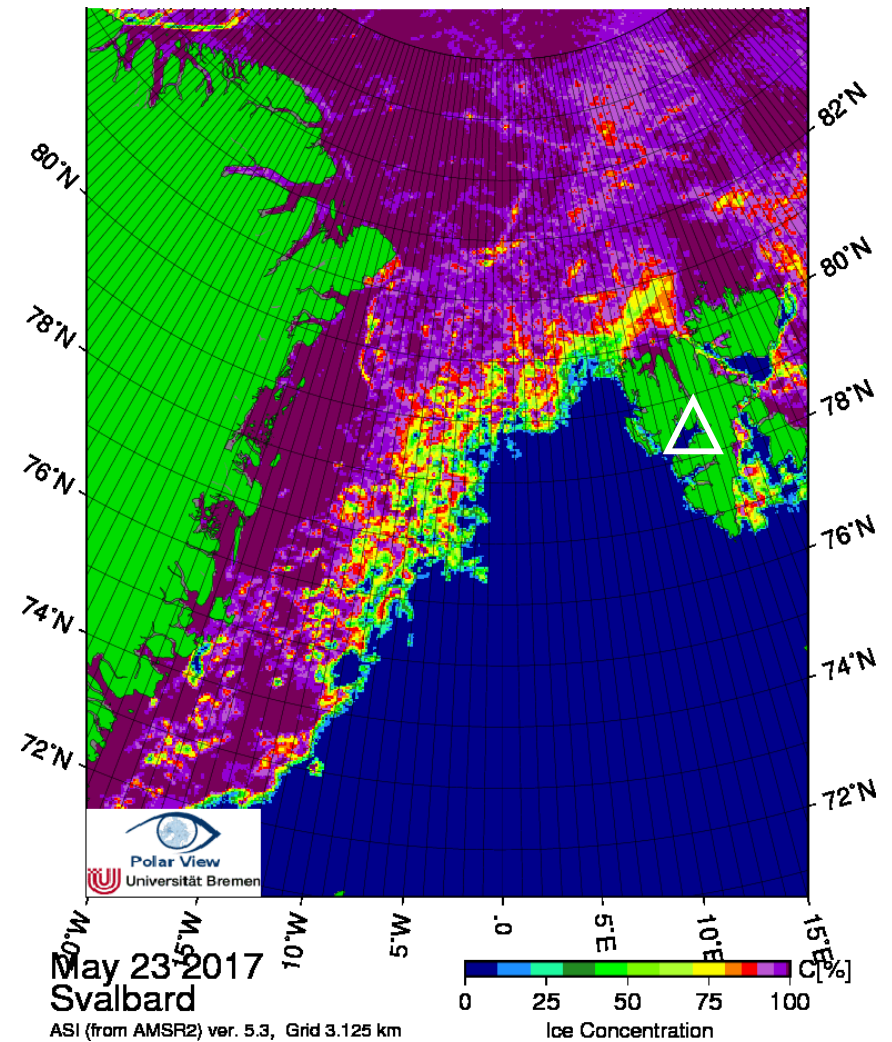 82°N
80°N
80°N
78°N
78°N
76°N
76°N
74°N
74°N
72°N
72°N
Polar View
Universität Bremen
20°W
15°W
10°W
5°W
0°
5°E
10°E
15°E
May 23 2017
Svalbard
ASI (from AMSR2) ver. 5.3, Grid 3.125 km
C[%]
0 25 50 75 100
Ice Concentration